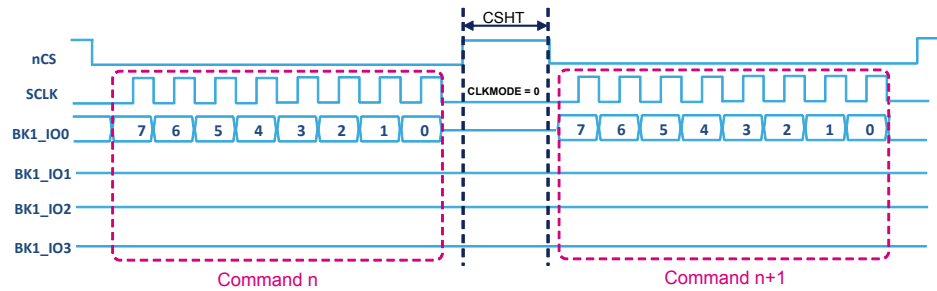 CSHT
nCS
SCLK
CLKMODE = 0
BK1_IO0
7 6 5 4 3 2 1 0
7 6 5 4 3 2 1 0
BK1_IO1
BK1_IO2
BK1_IO3
Command n
Command n+1